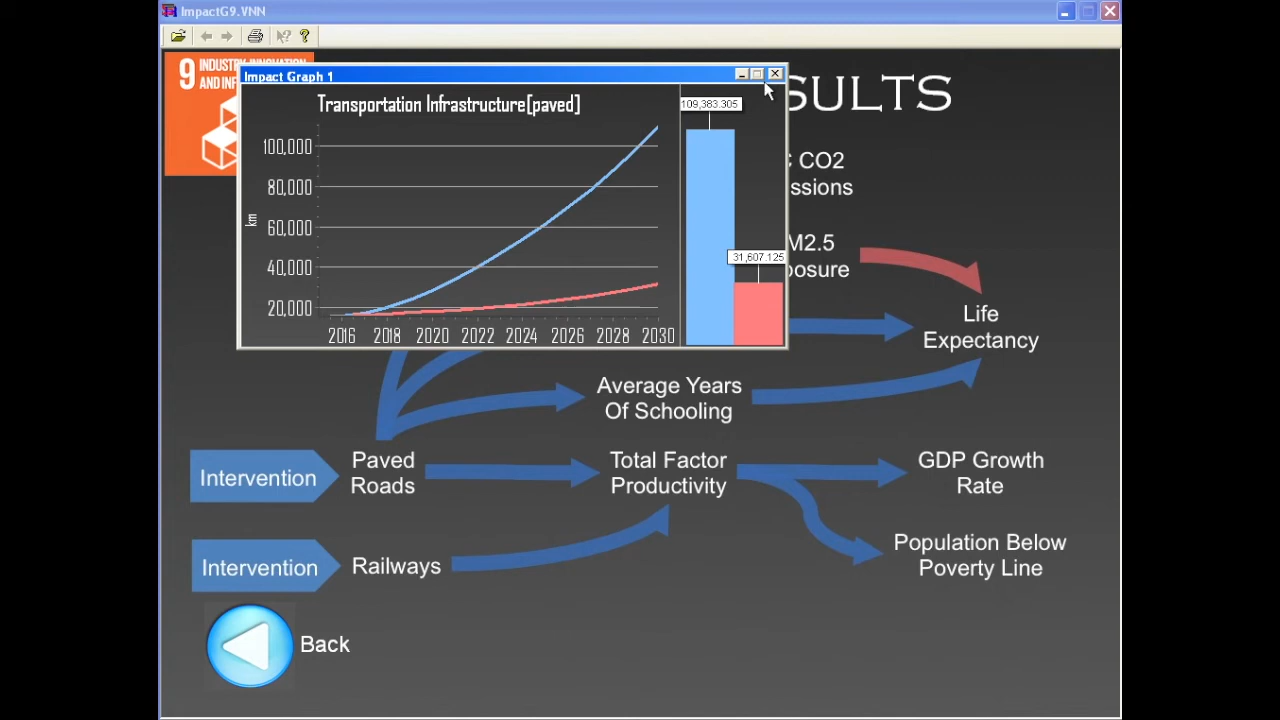 ImpactG9.VNN
9 INDUSTRY, INNOVATION
AND INF
SULTS
Impact Graph 1
Transportation Infrastructure[paved]
109,383.305
100,000
80,000
km
60,000
40,000
20,000
31,607.125
2016 2018 2020 2022 2024 2026 2028 2030
CO2
ssions
M2.5
osure
Life
Expectancy
Average Years
Of Schooling
Intervention
Paved
Roads
Total Factor
Productivity
GDP Growth
Rate
Intervention
Railways
Population Below
Poverty Line
Back